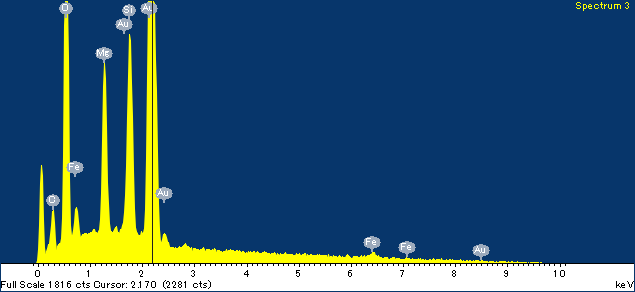 Spectrum 3
O Si Au
Au
Mg
Fe
O
Au
Fe Fe Au
0 1 2 3 4 5 6 7 8 9 10
Full Scale 1816 cts Cursor: 2.170 (2281 cts) keV